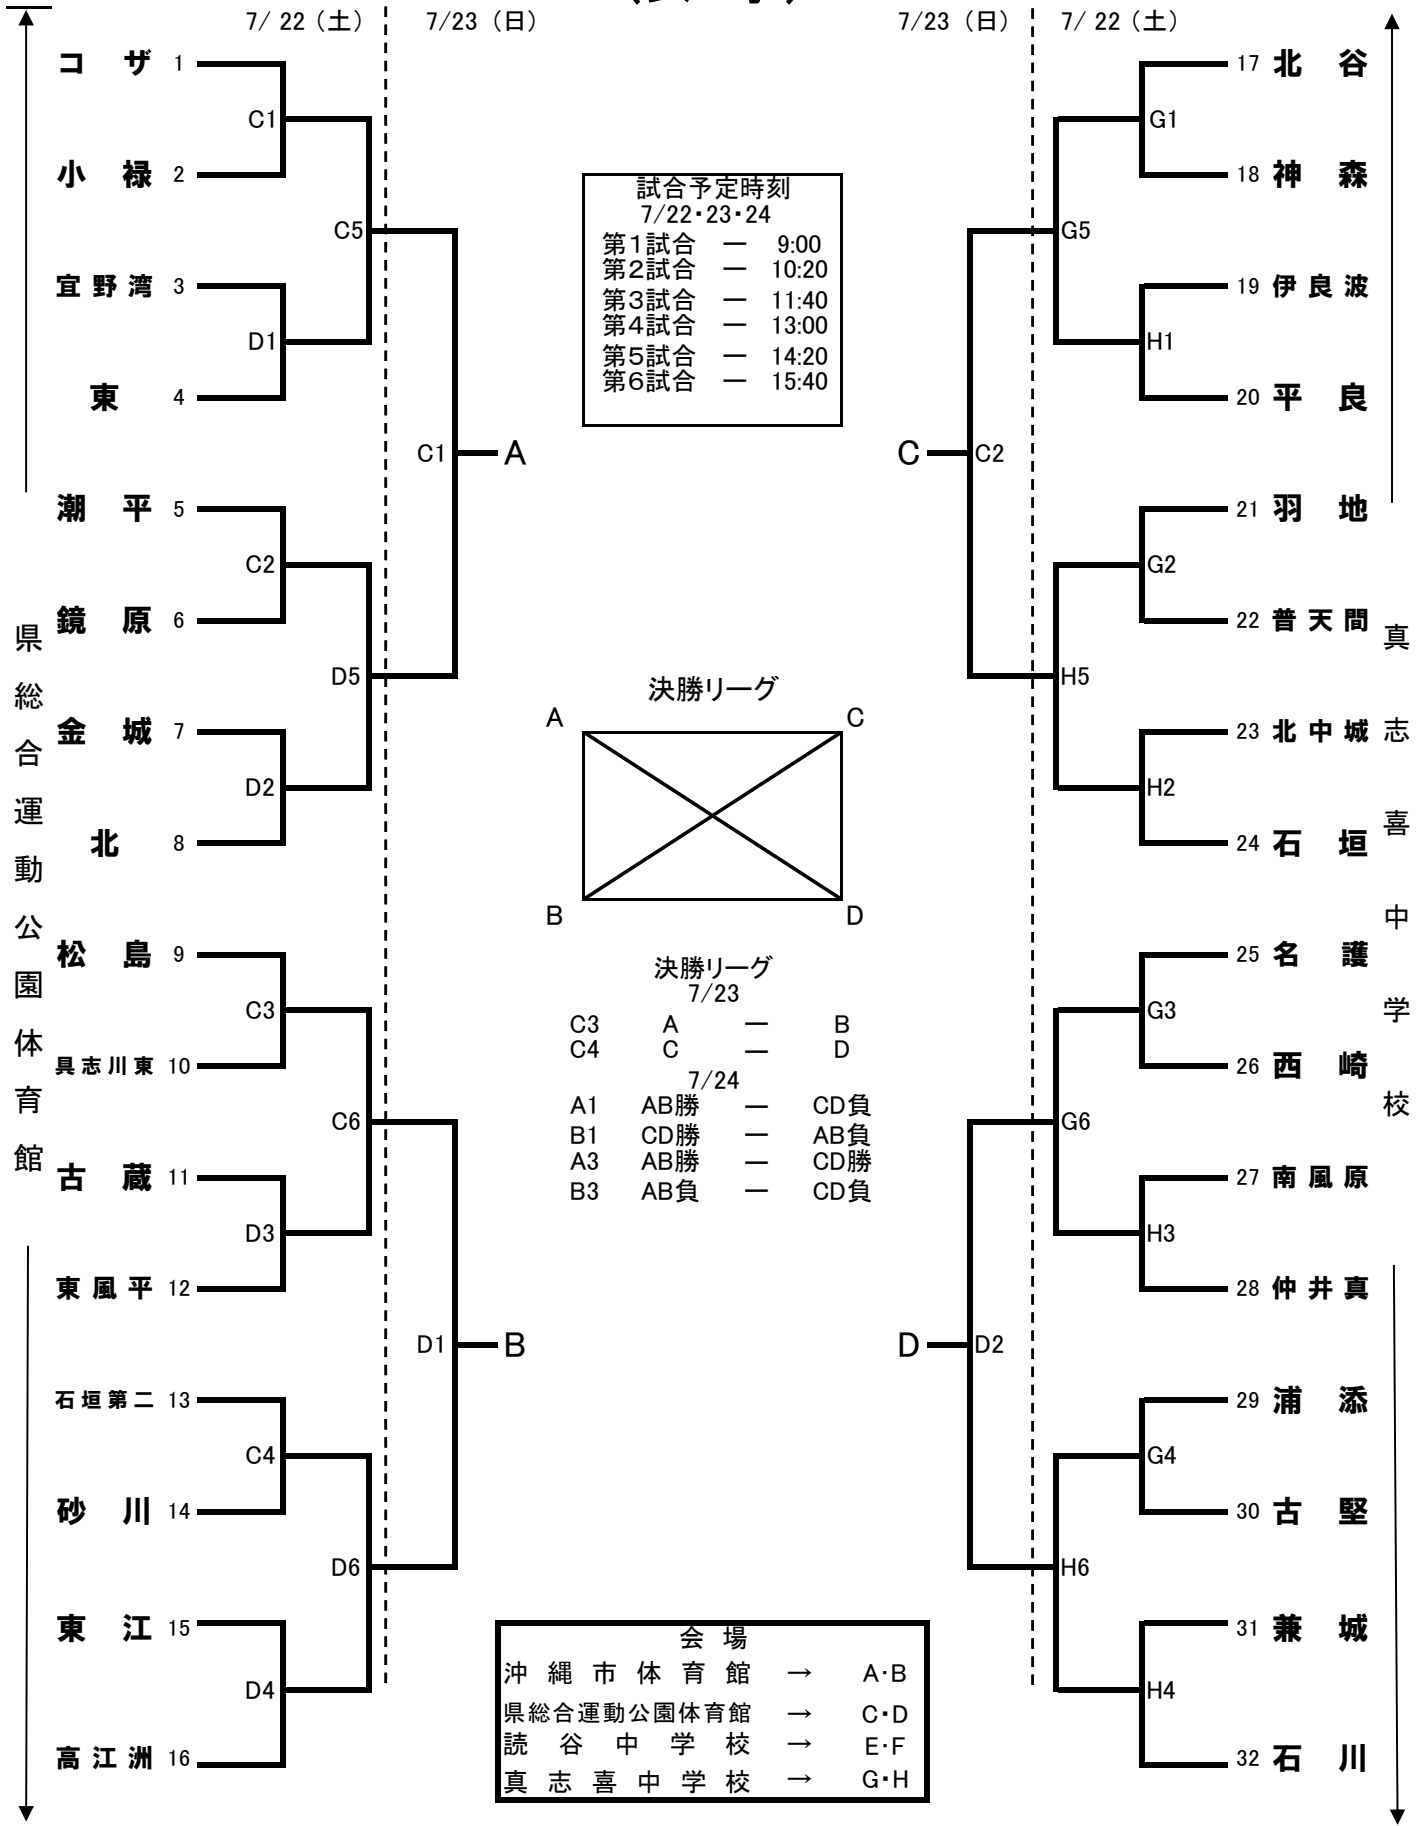 7/ 22 (土) 7/23 (日) 7/23 (日) 7/ 22 (土)
コ ザ 1
C1
小 禄 2
C5
宜野湾 3
D1
東 4
C1 A
潮 平 5
C2
鏡 原 6
D5
金 城 7
D2
北 8
松 島 9
C3
具志川東 10
C6
古 蔵 11
D3
東風平 12
D1 B
石垣第二 13
C4
砂 川 14
D6
東 江 15
D4
高江洲 16
県総合運動公園体育館
試合予定時刻
7/22・23・24
第1試合 ー 9:00
第2試合 ー 10:20
第3試合 ー 11:40
第4試合 ー 13:00
第5試合 ー 14:20
第6試合 ー 15:40
決勝リーグ
A C
B D
決勝リーグ
7/23
C3 A ー B
C4 C ー D
7/24
A1 AB勝 ー CD負
B1 CD勝 ー AB負
A3 AB勝 ー CD勝
B3 AB負 ー CD負
会 場
沖縄市体育館 → A・B
県総合運動公園体育館 → C・D
読谷中学校 → E・F
真志喜中学校 → G・H
17 北 谷
G1
18 神 森
G5
19 伊良波
H1
20 平 良
C C2
21 羽 地
G2
22 普天間
H5
23 北中城
H2
24 石 垣
25 名 護
G3
26 西 崎
G6
27 南風原
H3
28 仲井真
D D2
29 浦 添
G4
30 古 堅
H6
31 兼 城
H4
32 石 川
真志喜中学校